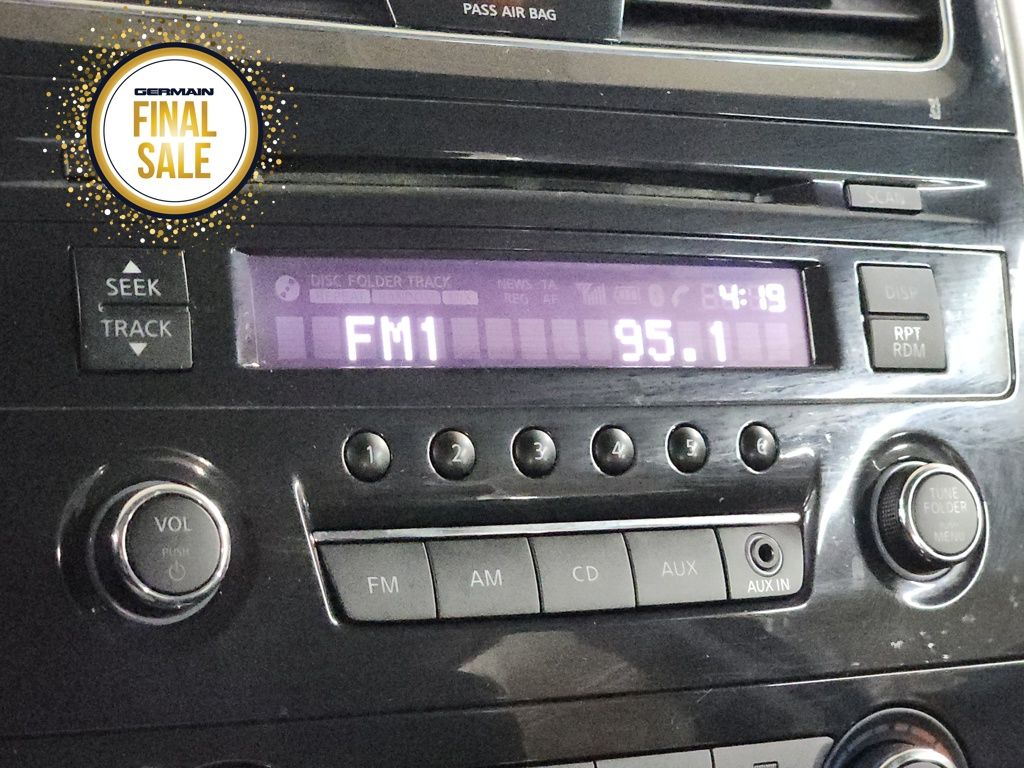 PASS AIR BAG
GERMAIN
FINAL
SALE
SCAN
SEEK
TRACK
DISC FOLDER TRACK
NEWS TA
REG AF
4:19
FM1 95.1
DISP
RPT
RDM
1 2 3 4 5 6
VOL
PUSH
TUNE
FOLDER
MENU
FM AM CD AUX
AUX IN